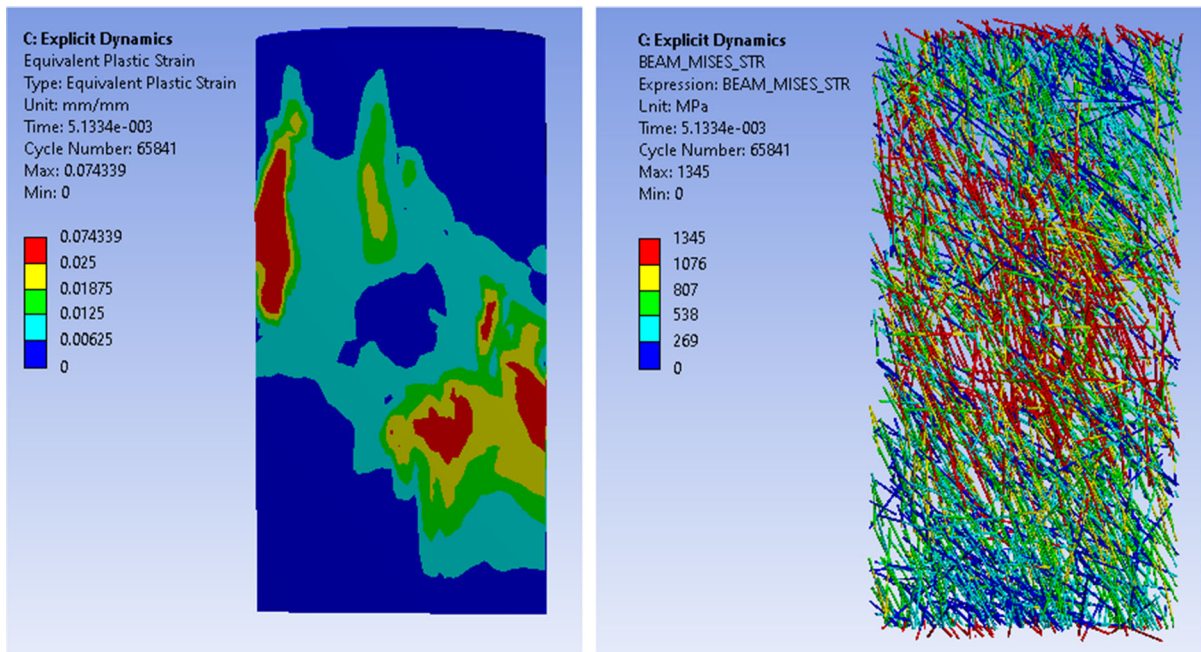 C: Explicit Dynamics
Equivalent Plastic Strain
Type: Equivalent Plastic Strain
Unit: mm/mm
Time: 5.1334e-003
Cycle Number: 65841
Max: 0.074339
Min: 0
0.074339
0.025
0.01875
0.0125
0.00625
0
C: Explicit Dynamics
BEAM_MISES_STR
Expression: BEAM_MISES_STR
Unit: MPa
Time: 5.1334e-003
Cycle Number: 65841
Max: 1345
Min: 0
1345
1076
807
538
269
0